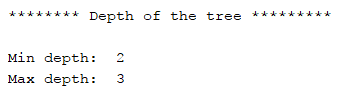 ******** Depth of the tree *********
Min depth:  2
Max depth:  3